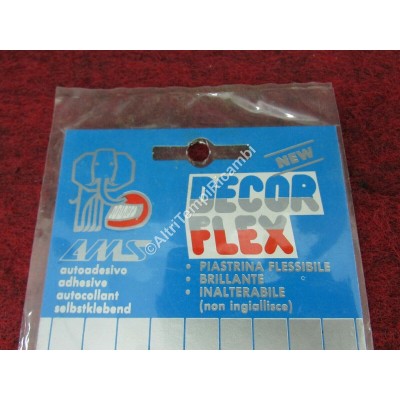 NEW
DECOR
FLEX
AMS
autoadesivo
adhesive
autocollant
selbstklebend
• PIASTRINA FLESSIBILE
• BRILLANTE
• INALTERABILE
(non ingiallisce)
©AltriTempiRicambi